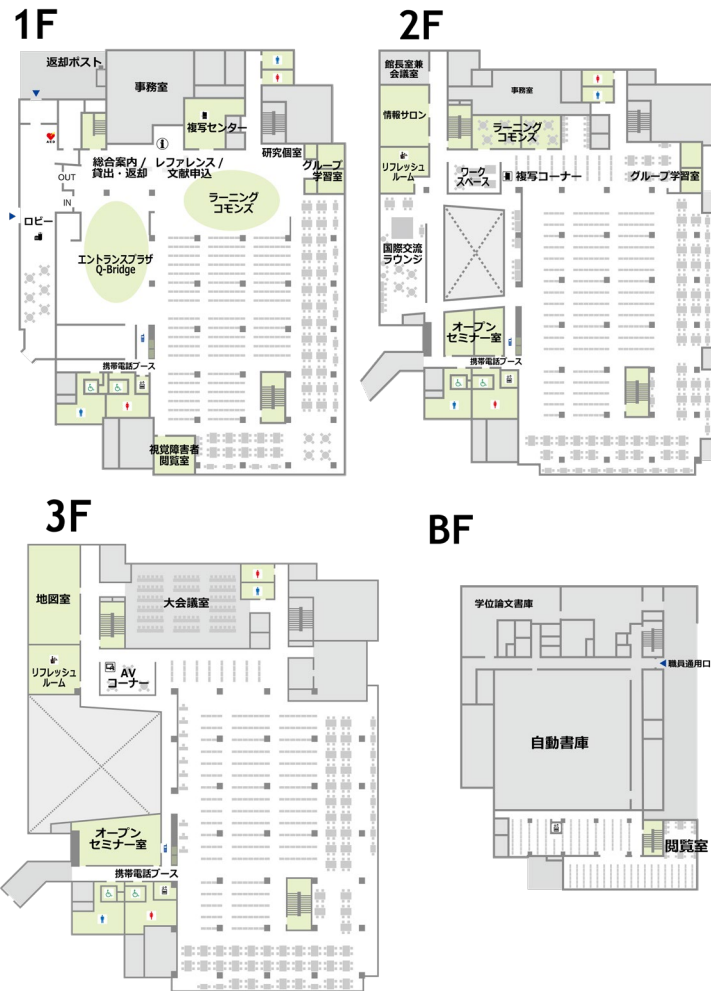 1F
返却ポスト
事務室
複写センター
総合案内 /
貸出・返却
レファレンス /
文献申込
研究個室
グループ
学習室
OUT
IN
ロビー
エントランスプラザ
Q-Bridge
ラーニング
コモンズ
携帯電話ブース
視覚障害者
閲覧室
2F
館長室兼
会議室
事務室
情報サロン
ラーニング
コモンズ
リフレッシュ
ルーム
ワーク
スペース
複写コーナー
グループ学習室
国際交流
ラウンジ
オープン
セミナー室
携帯電話ブース
3F
地図室
大会議室
リフレッシュ
ルーム
AV
コーナー
オープン
セミナー室
携帯電話ブース
BF
学位論文書庫
職員通用口
自動書庫
閲覧室